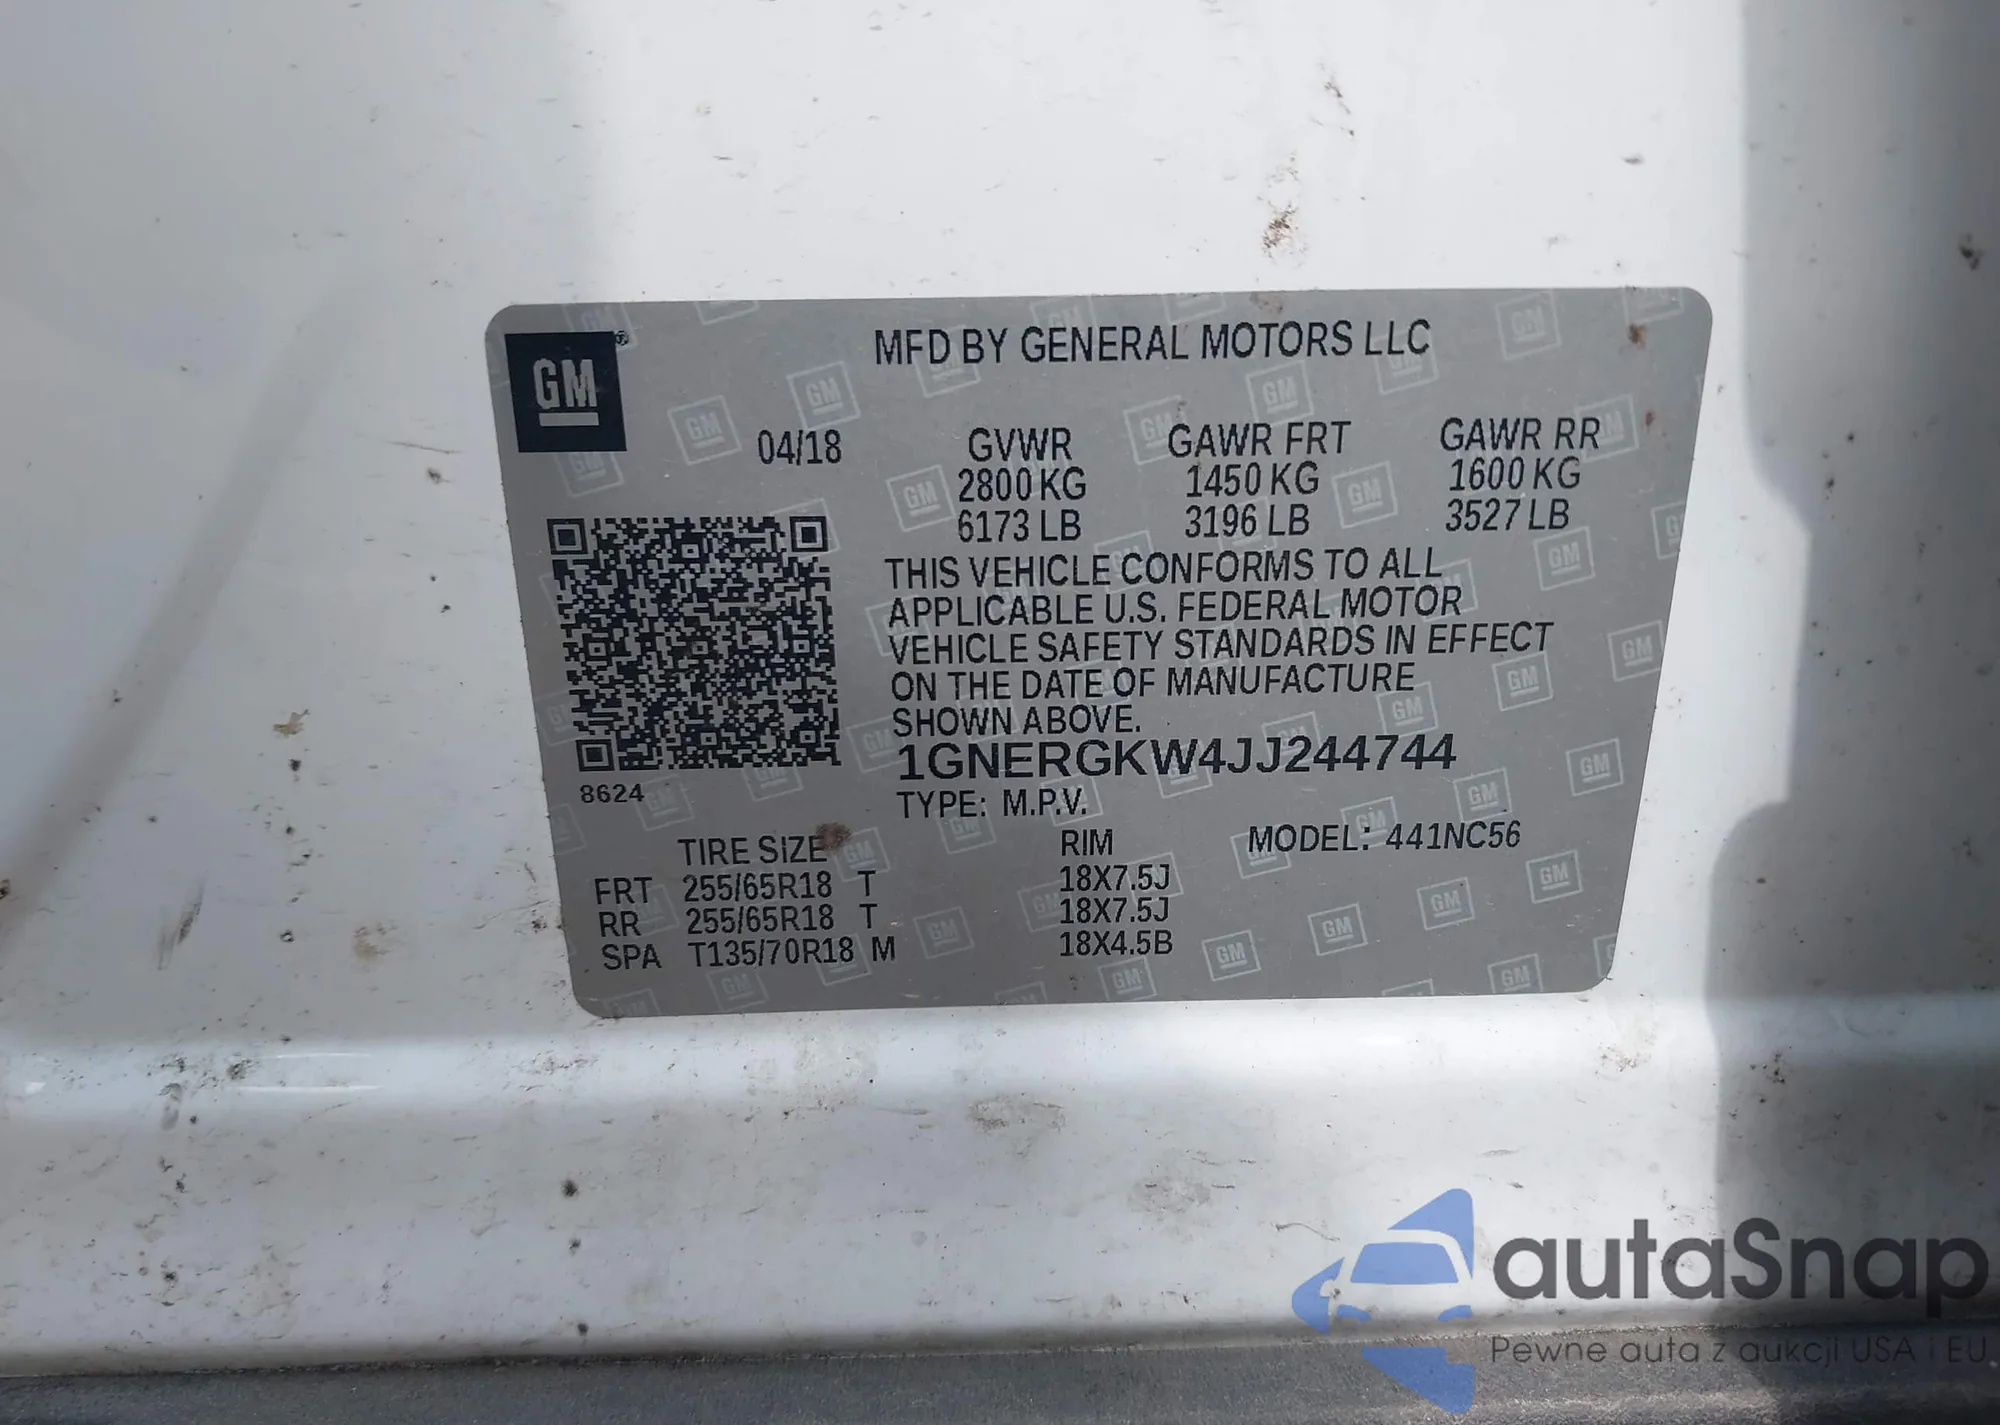 GM®
MFD BY GENERAL MOTORS LLC
04/18 GVWR GAWR FRT GAWR RR
2800 KG 1450 KG 1600 KG
6173 LB 3196 LB 3527 LB
THIS VEHICLE CONFORMS TO ALL
APPLICABLE U.S. FEDERAL MOTOR
VEHICLE SAFETY STANDARDS IN EFFECT
ON THE DATE OF MANUFACTURE
SHOWN ABOVE.
1GNERGKW4JJ244744
8624
TYPE: M.P.V.
TIRE SIZE RIM MODEL: 441NC56
FRT 255/65R18 T 18X7.5J
RR 255/65R18 T 18X7.5J
SPA T135/70R18 M 18X4.5B
autaSnap
Pewne auta z aukcji USA i EU